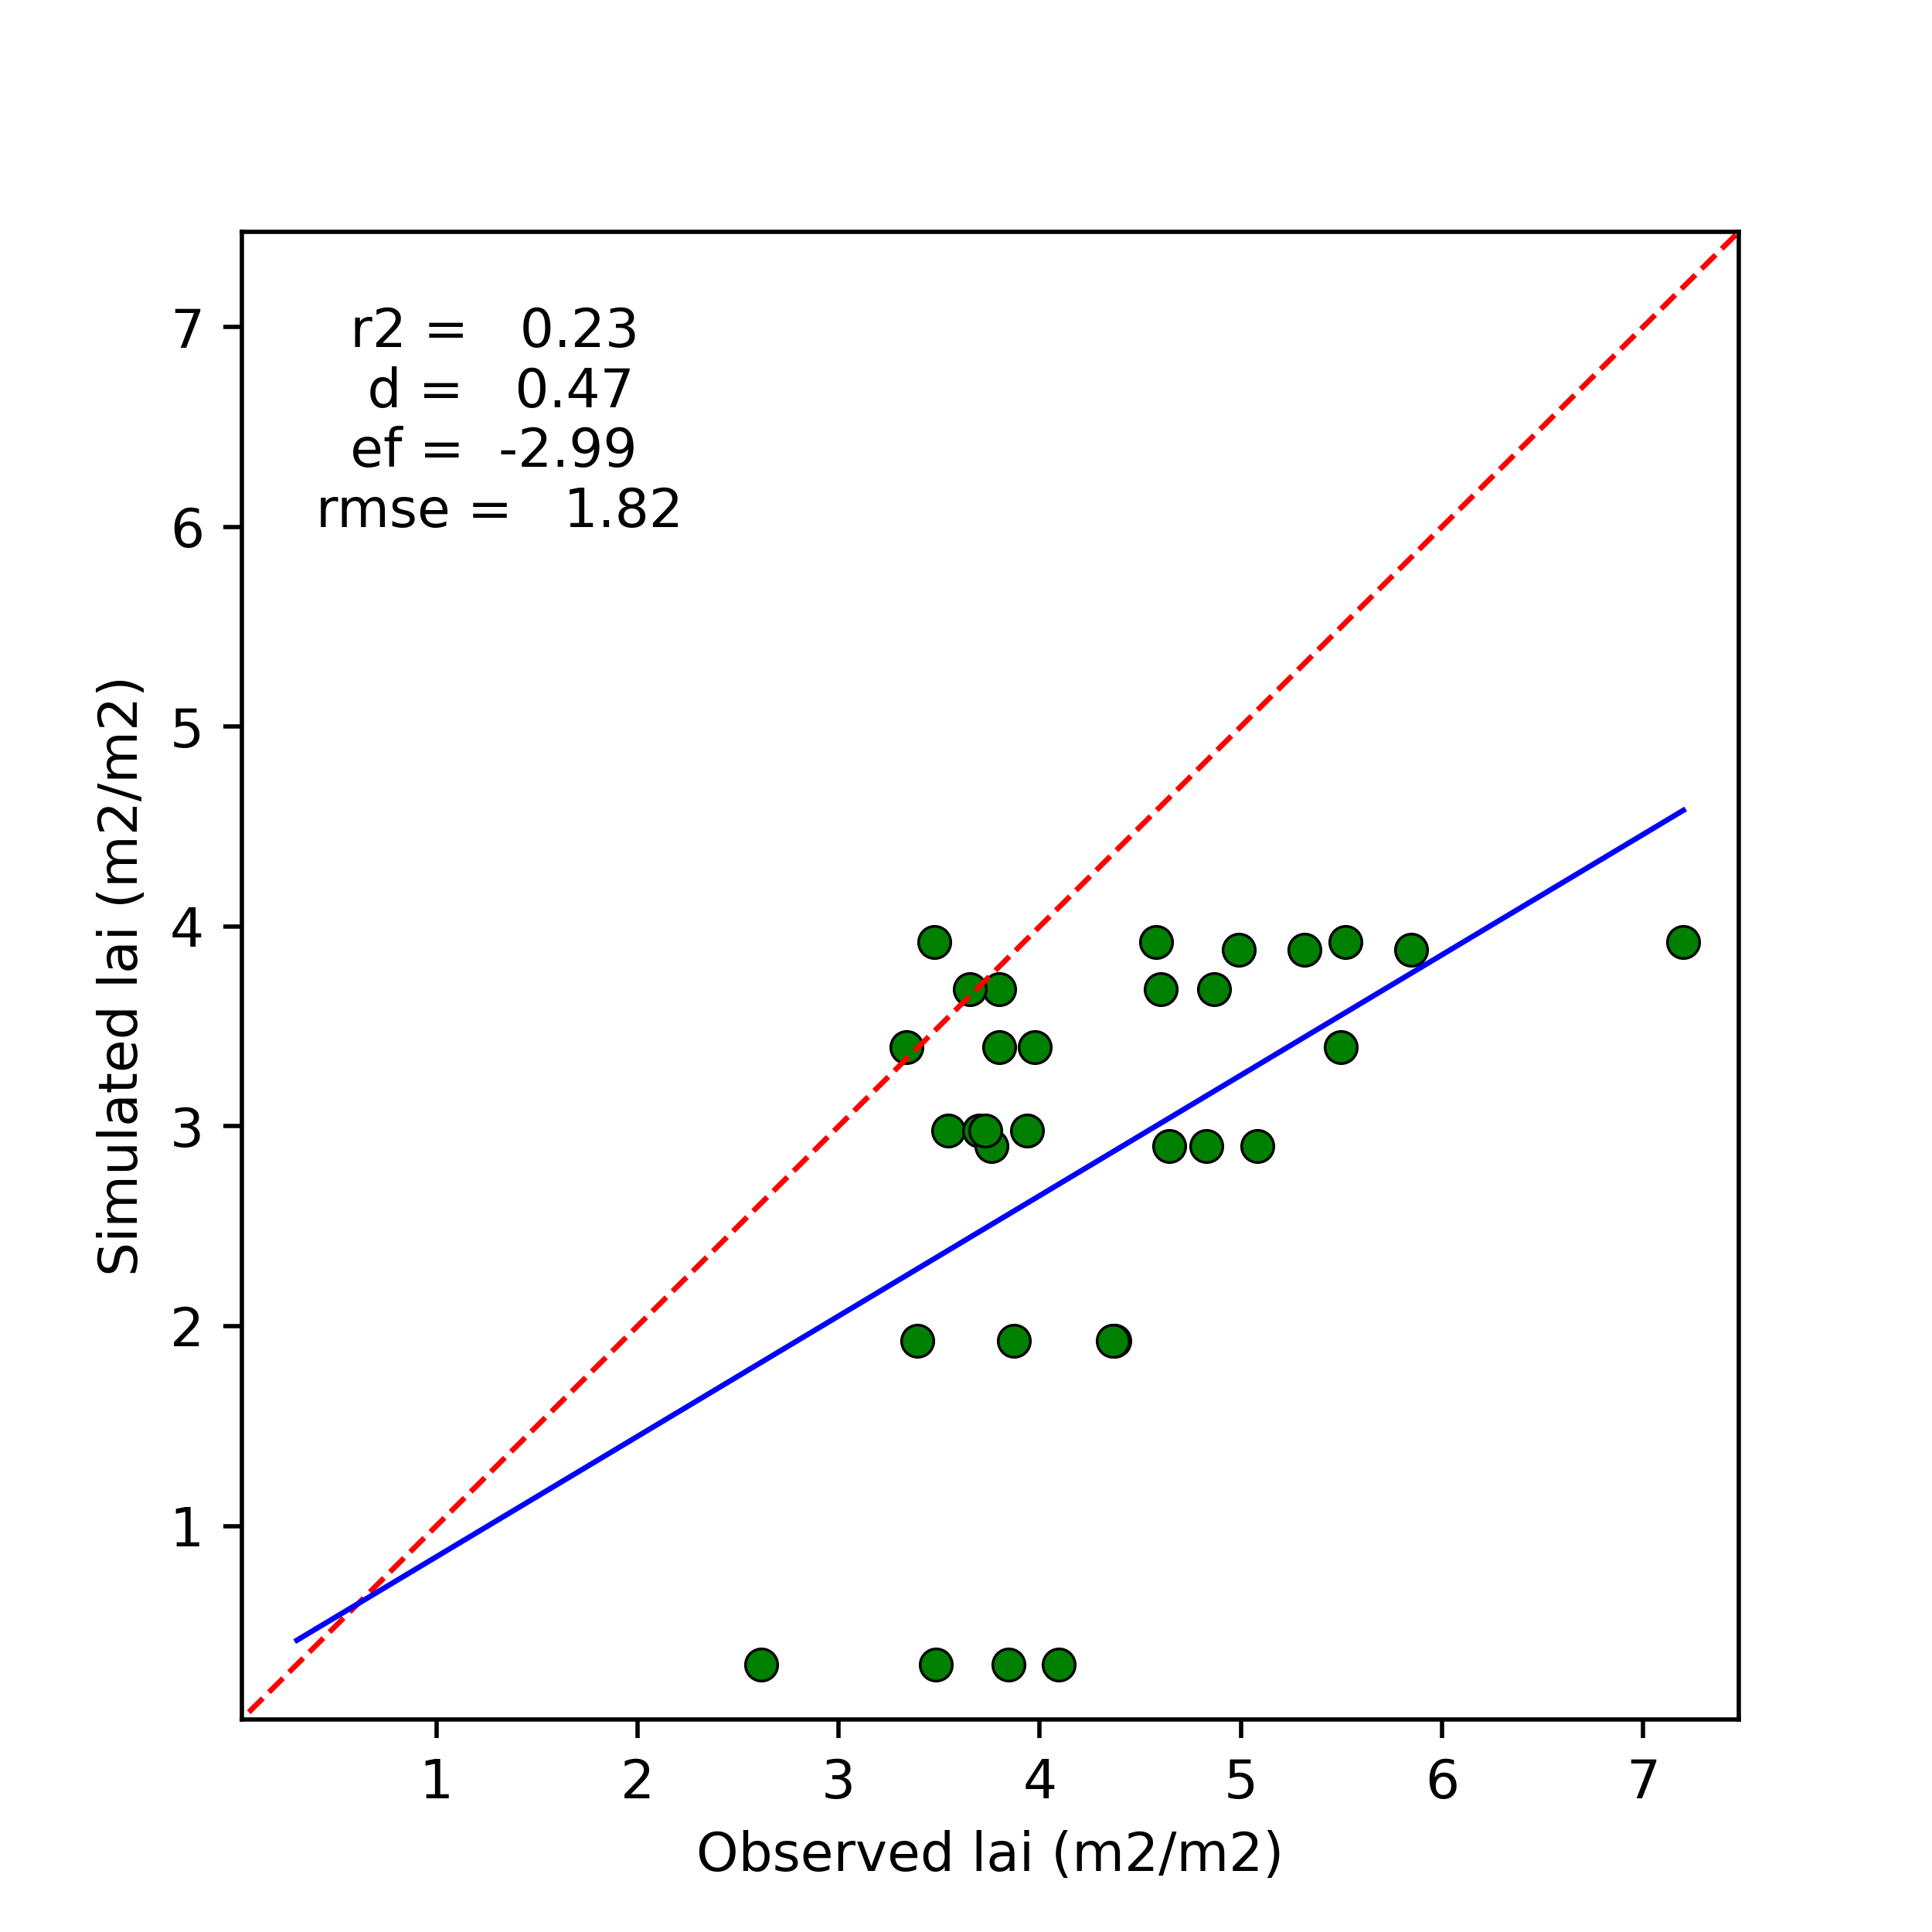 r2 = 0.23
d = 0.47
ef = -2.99
rmse = 1.82
7
6
5
4
3
2
1
Simulated lai (m2/m2)
1 2 3 4 5 6 7
Observed lai (m2/m2)